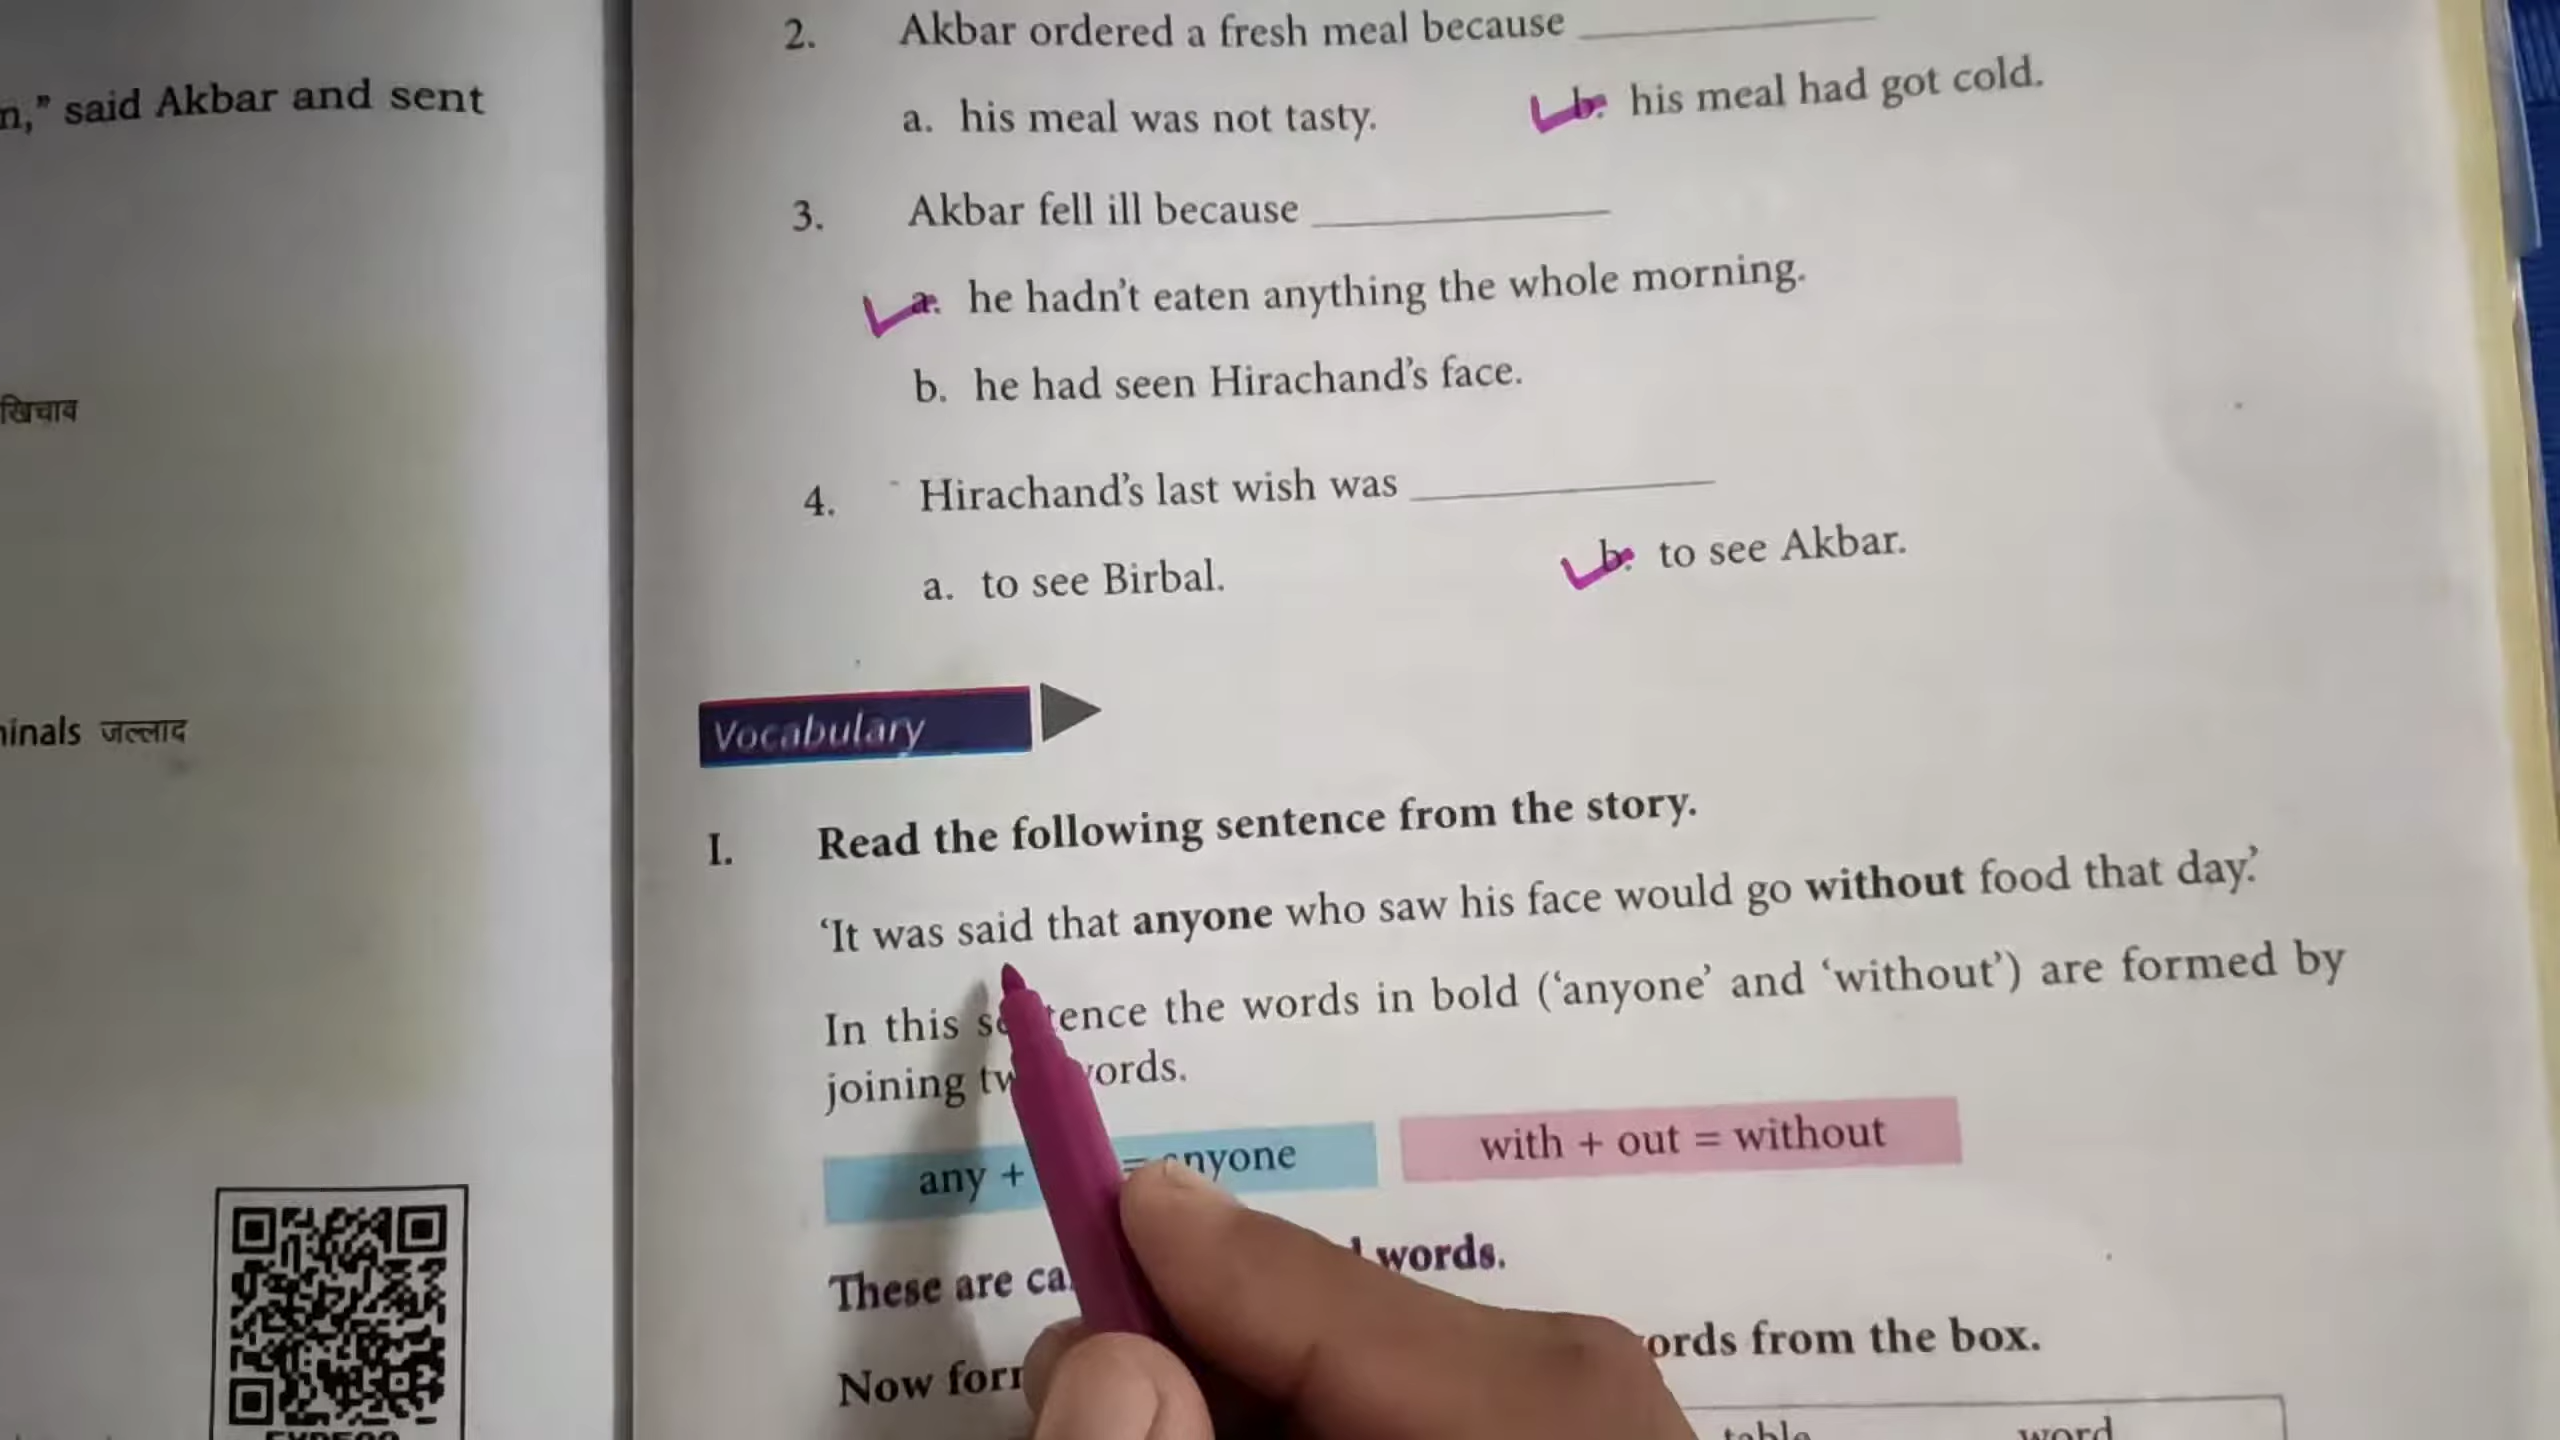 said Akbar and sent
खिचाव
जल्लाद
2. Akbar ordered a fresh meal because
a. his meal was not tasty.
b. his meal had got cold.
3. Akbar fell ill because
a. he hadn't eaten anything the whole morning.
b. he had seen Hirachand's face.
4. Hirachand's last wish was
a. to see Birbal.
b. to see Akbar.
Vocabulary
I. Read the following sentence from the story.
‘It was said that anyone who saw his face would go without food that day.’
In this the words in bold (‘anyone’ and ‘without’) are formed by
joining
any + = anyone
with + out = without
These are words.
Now from the box.
table word